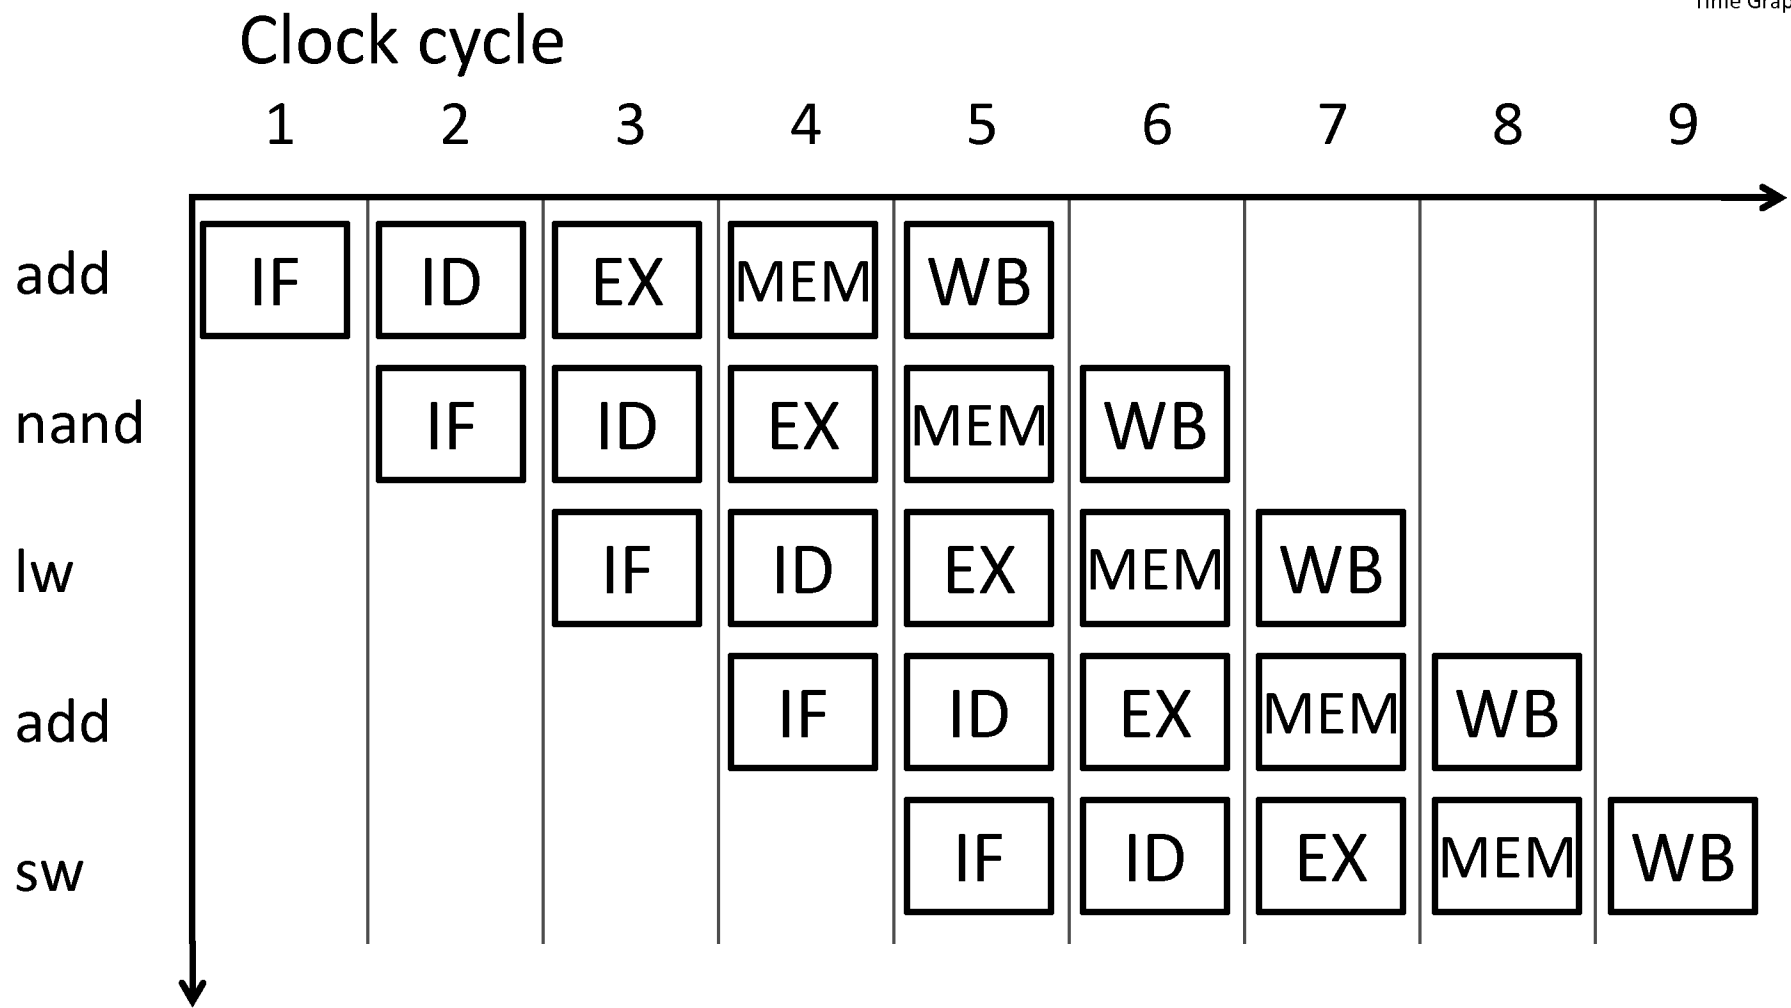 Time Grap
Clock cycle
1 2 3 4 5 6 7 8 9
add IF ID EX MEM WB
nand IF ID EX MEM WB
lw IF ID EX MEM WB
add IF ID EX MEM WB
sw IF ID EX MEM WB